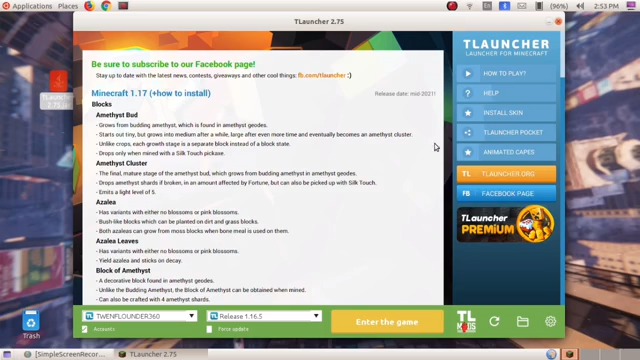 Applications Places
En
(96%)
2:53 PM
TLauncher 2.75
Be sure to subscribe to our Facebook page!
Stay up to date with the latest news, contests, giveaways and other cool things: fb.com/tlauncher :)
Minecraft 1.17 (+how to install)
Release date: mid-2021!
Blocks
Amethyst Bud
- Grows from budding amethyst, which is found in amethyst geodes.
- Starts out tiny, but grows into medium after a while, large after even more time and eventually becomes an amethyst cluster.
- Unlike crops, each growth stage is a separate block instead of a block state.
- Drops only when mined with a Silk Touch pickaxe.
Amethyst Cluster
- The final, mature stage of the amethyst bud, which grows from budding amethyst in amethyst geodes.
- Drops amethyst shards if broken, in an amount affected by Fortune, but can also be picked up with Silk Touch.
- Emits a light level of 5.
Azalea
- Has variants with either no blossoms or pink blossoms.
- Bush-like blocks which can be planted on dirt and grass blocks.
- Both azaleas can grow from moss blocks when bone meal is used on them.
Azalea Leaves
- Has variants with either no blossoms or pink blossoms.
- Yield azalea and sticks on decay.
Block of Amethyst
- A decorative block found in amethyst geodes.
- Unlike the Budding Amethyst, the Block of Amethyst can be obtained when mined.
- Can also be crafted with 4 amethyst shards.
TLAUNCHER
LAUNCHER FOR MINECRAFT
HOW TO PLAY?
? HELP
INSTALL SKIN
TLAUNCHER POCKET
ANIMATED CAPES
TL TLAUNCHER.ORG
FB FACEBOOK PAGE
TLauncher
PREMIUM
TL TWENFLOUNDER360
TL Release 1.16.5
Enter the game
TL
MODS
Accounts
Force update
Trash
[SimpleScreenRecor...
TLauncher 2.75